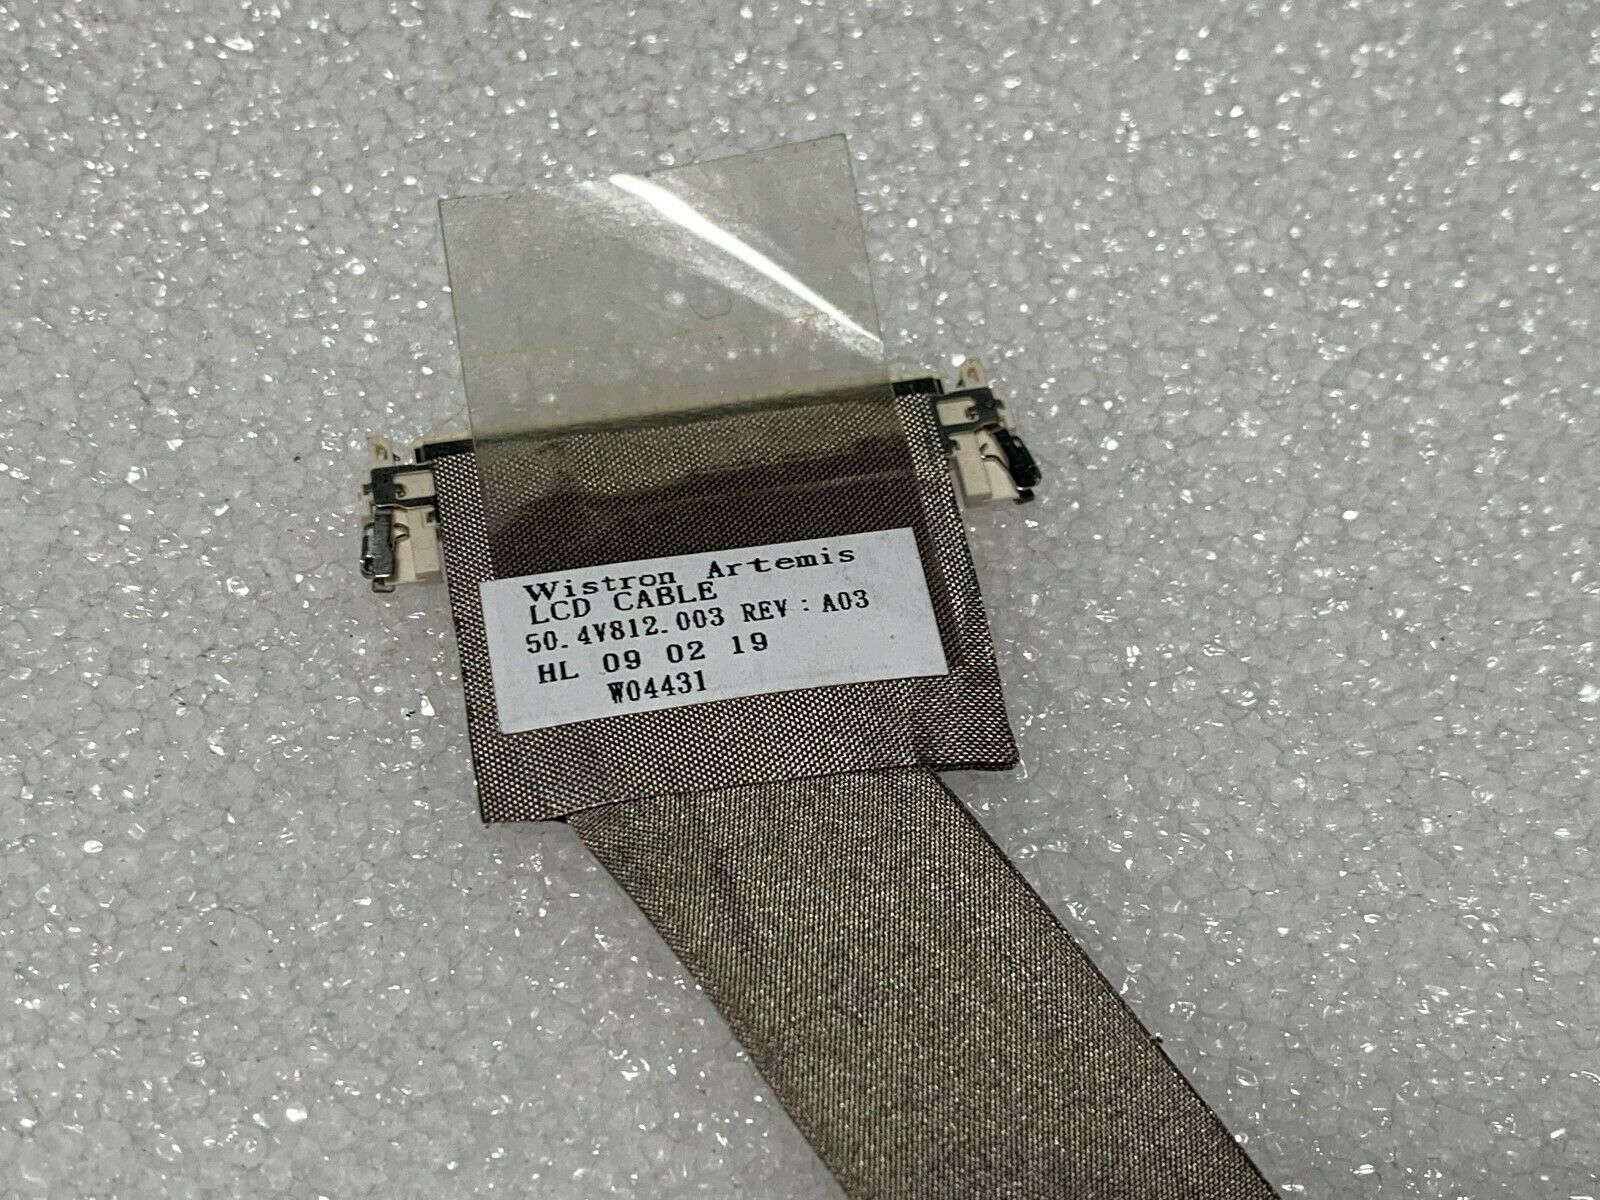 Wistron Artemis
LCD CABLE
50.4V812.003 REV : A03
HL 09 02 19
W04431